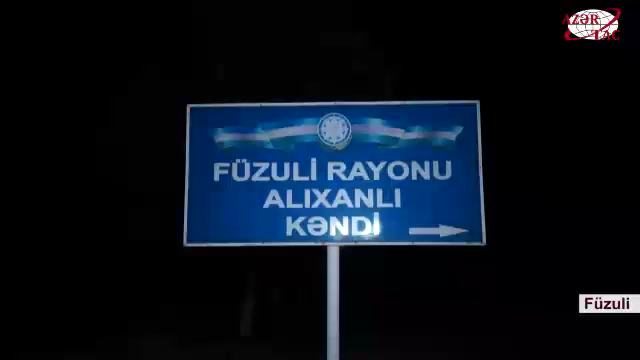 AZƏR
TAC
FÜZULİ RAYONU
ALIXANLI
KƏNDİ
Füzuli